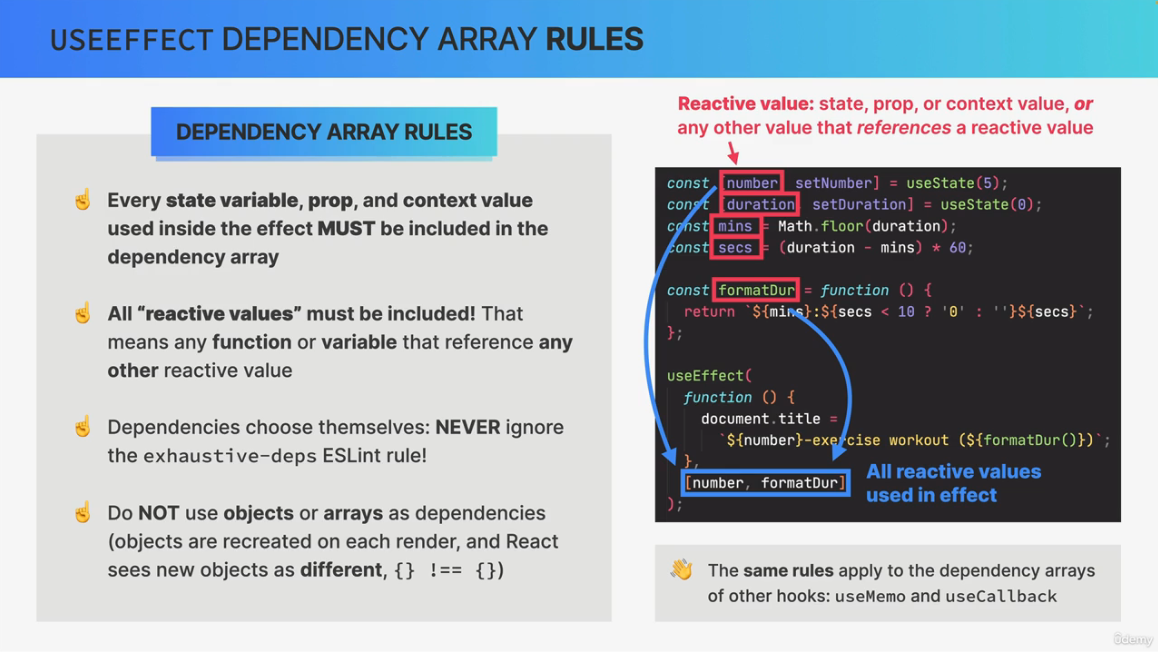 USEEFFECT DEPENDENCY ARRAY RULES
DEPENDENCY ARRAY RULES
Every state variable, prop, and context value
used inside the effect MUST be included in the
dependency array
All “reactive values” must be included! That
means any function or variable that reference any
other reactive value
Dependencies choose themselves: NEVER ignore
the exhaustive-deps ESLint rule!
Do NOT use objects or arrays as dependencies
(objects are recreated on each render, and React
sees new objects as different, {} !== {})
Reactive value: state, prop, or context value, or
any other value that references a reactive value
const [number, setNumber] = useState(5);
const [duration, setDuration] = useState(0);
const mins = Math.floor(duration);
const secs = (duration - mins) * 60;
const formatDur = function () {
return `${mins}:${secs < 10 ? '0' : ''}${secs}`;
};
useEffect(
function () {
document.title =
`${number}-exercise workout (${formatDur()})`;
},
[number, formatDur]
);
All reactive values
used in effect
The same rules apply to the dependency arrays
of other hooks: useMemo and useCallback
ûdemy